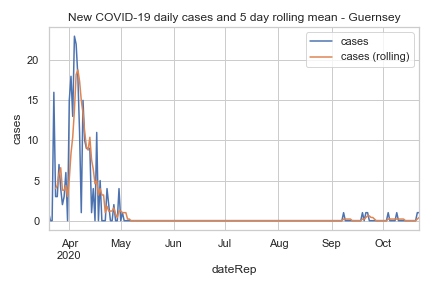 New COVID-19 daily cases and 5 day rolling mean - Guernsey
cases
cases (rolling)
cases
20
15
10
5
0
Apr
2020
May
Jun
Jul
Aug
Sep
Oct
dateRep